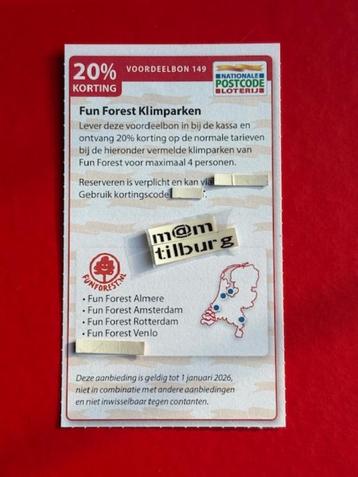 20%
KORTING
VOORDEELBON 149
NATIONALE
POSTCODE
LOTERIJ
Fun Forest Klimparken
Lever deze voordeelbon in bij de kassa en
ontvang 20% korting op de normale tarieven
bij de hieronder vermelde klimparken van
Fun Forest voor maximaal 4 personen.
Reserveren is verplicht en kan via
Gebruik kortingscode :
m@m
tilburg
FUNFOREST.NL
• Fun Forest Almere
• Fun Forest Amsterdam
• Fun Forest Rotterdam
• Fun Forest Venlo
Deze aanbieding is geldig tot 1 januari 2026,
niet in combinatie met andere aanbiedingen
en niet inwisselbaar tegen contanten.